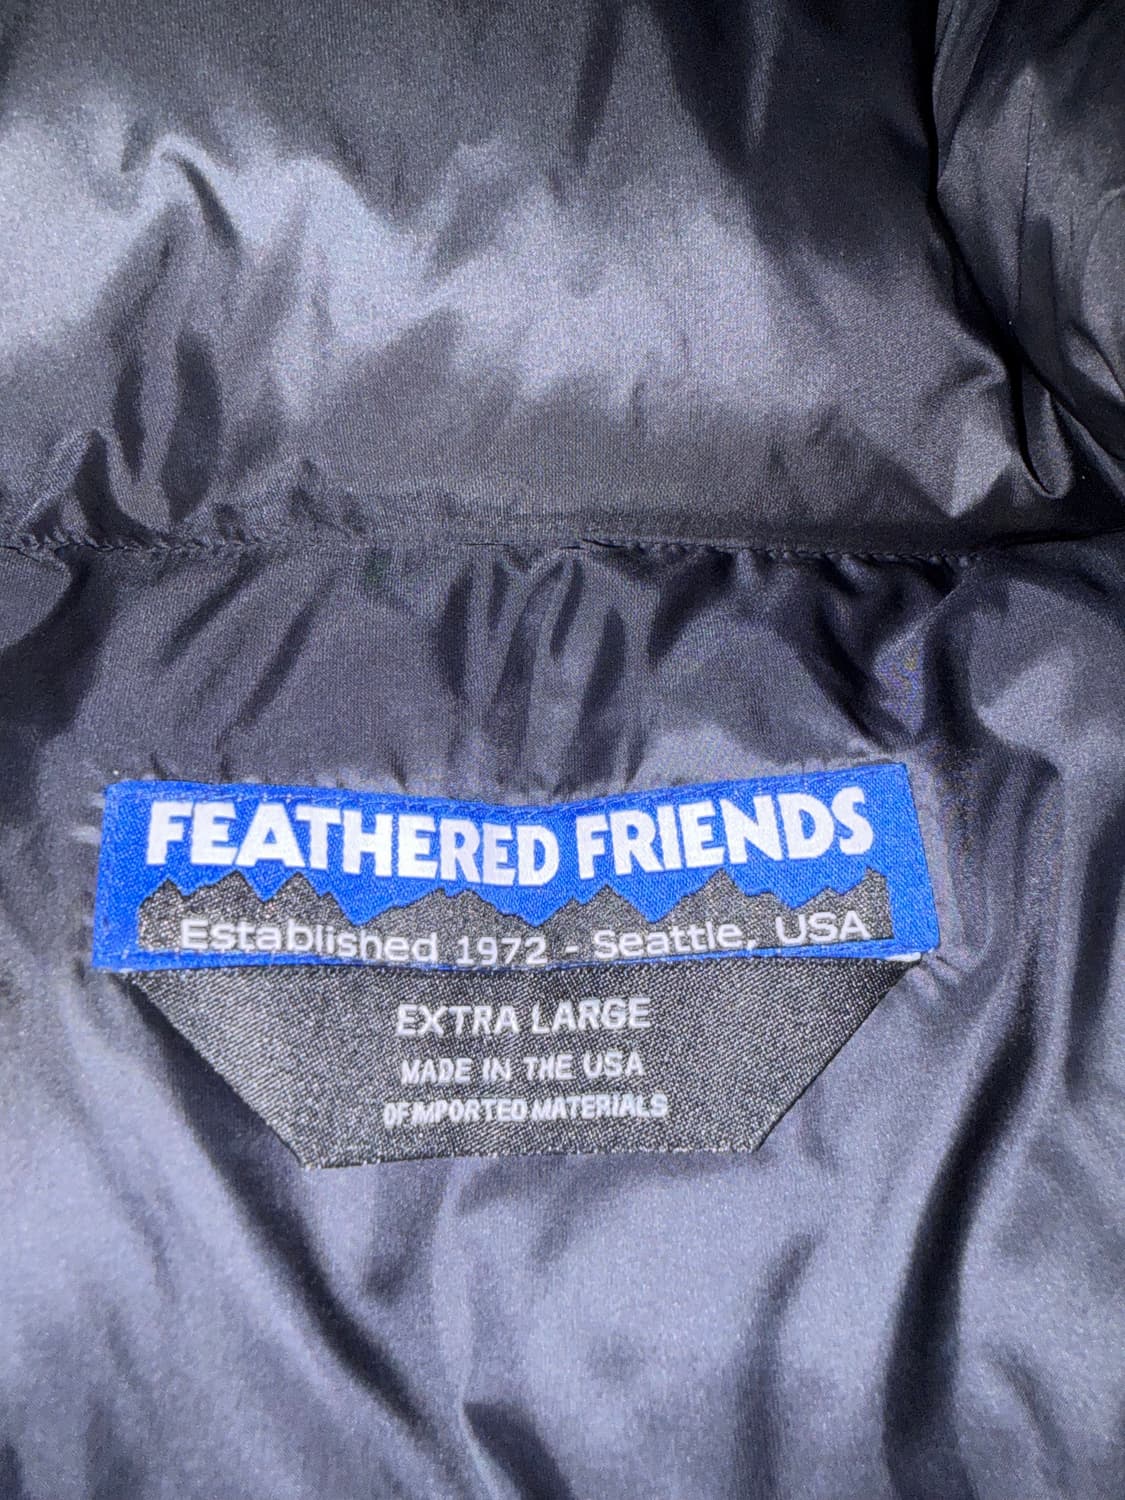 FEATHERED FRIENDS
Established 1972 - Seattle, USA
EXTRA LARGE
MADE IN THE USA
OF IMPORTED MATERIALS